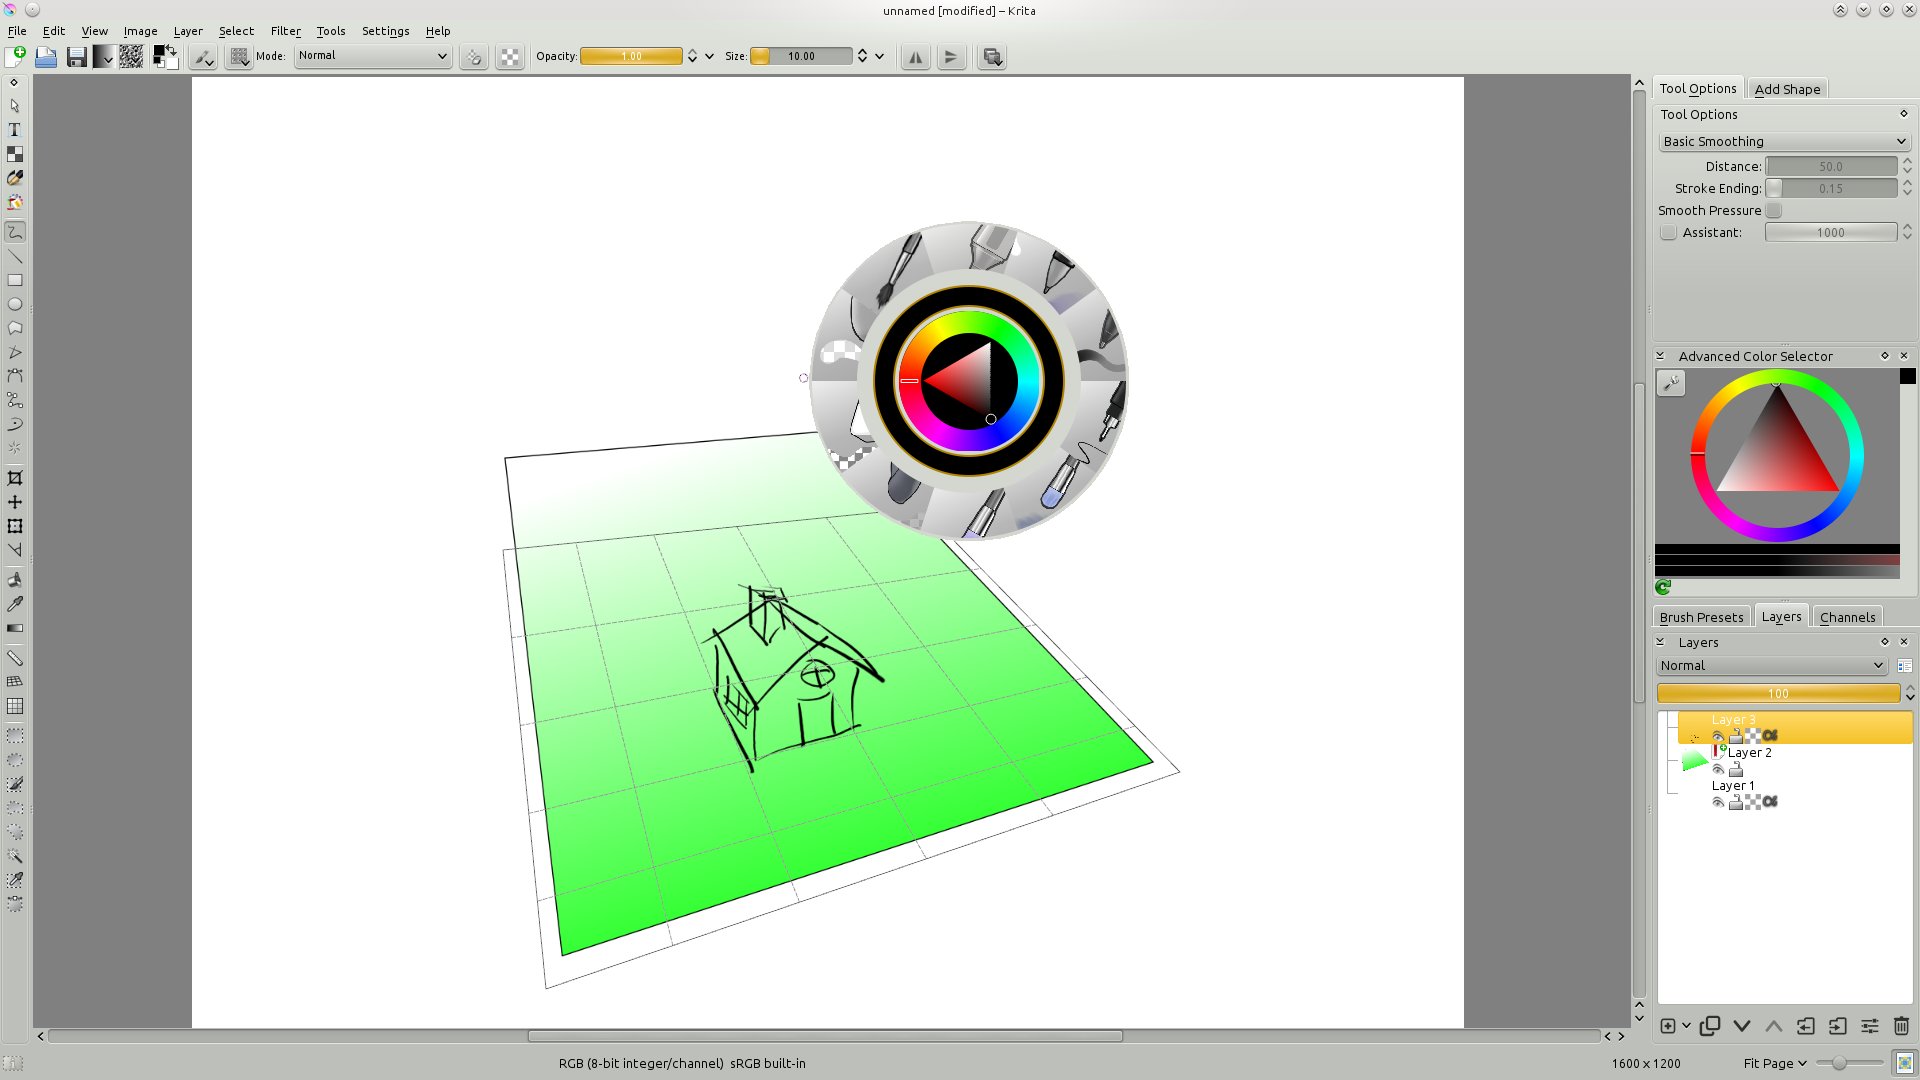 unnamed [modified] – Krita
File Edit View Image Layer Select Filter Tools Settings Help
Mode: Normal Opacity: 1.00 Size: 10.00
Tool Options Add Shape
Tool Options
Basic Smoothing
Distance: 50.0
Stroke Ending: 0.15
Smooth Pressure
Assistant: 1000
Advanced Color Selector
Brush Presets Layers Channels
Layers
Normal
100
Layer 3
Layer 2
Layer 1
RGB (8-bit integer/channel) sRGB built-in 1600 x 1200 Fit Page